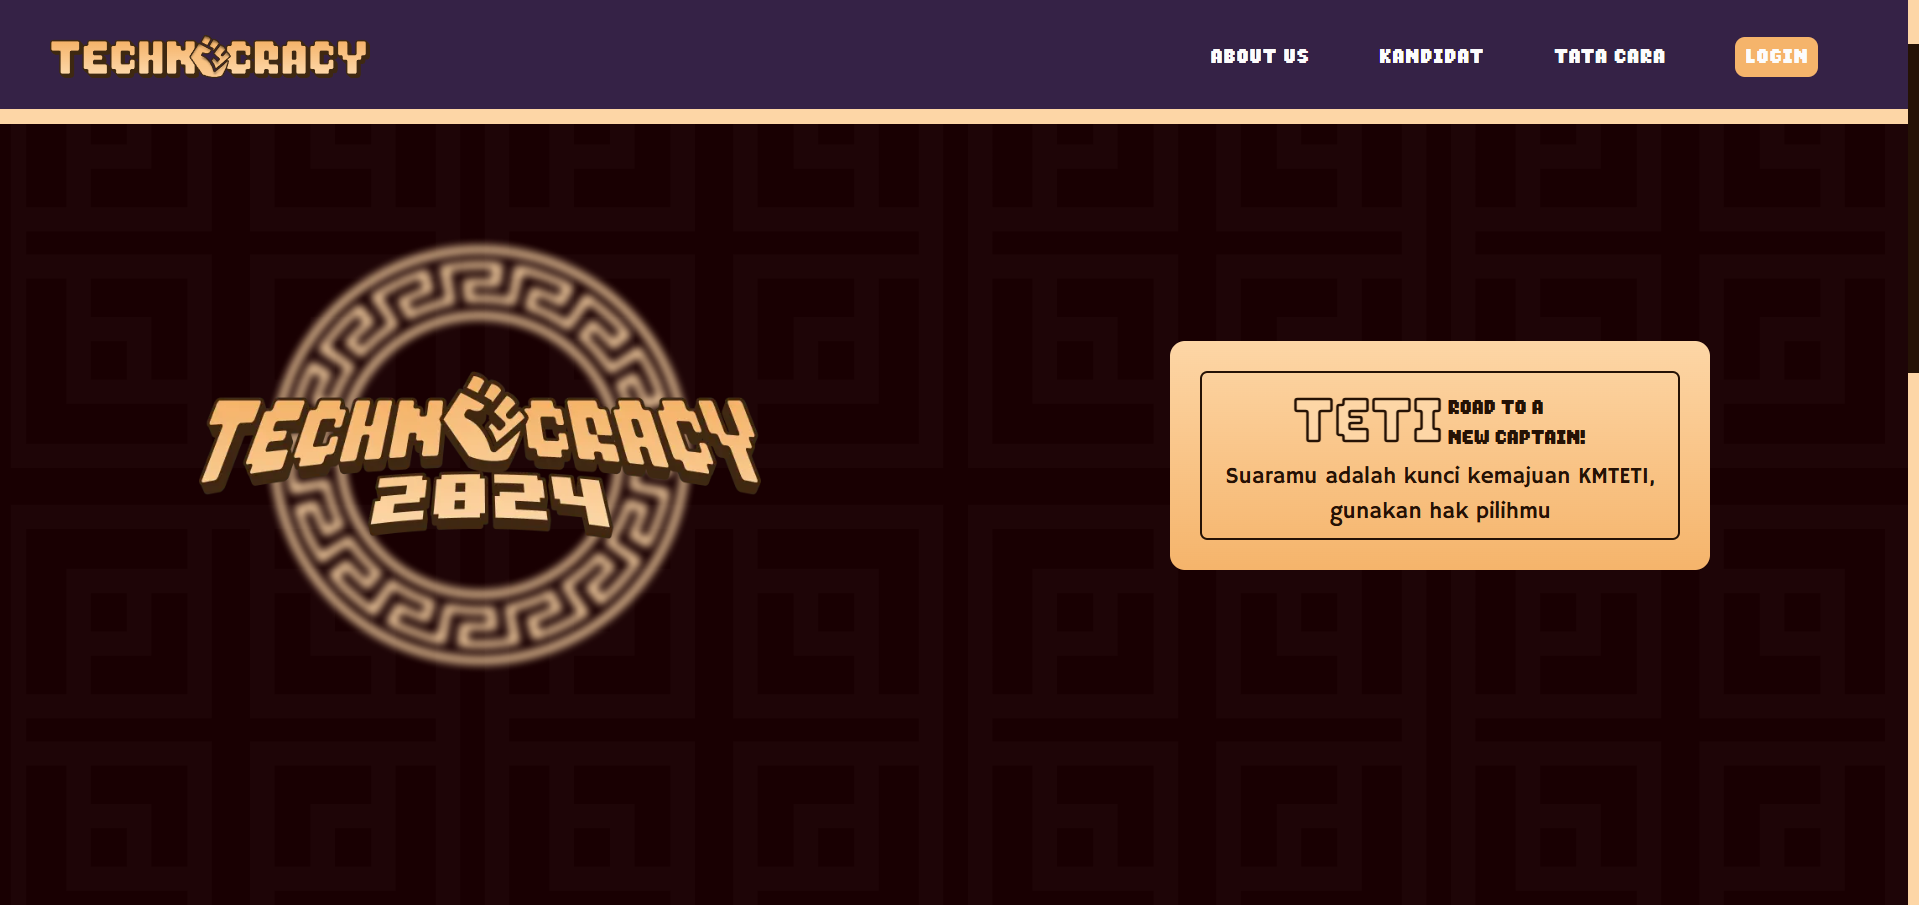 TECHNOCRACY
ABOUT US
KANDIDAT
TATA CARA
LOGIN
TECHNOCRACY
2024
TETI
ROAD TO A
NEW CAPTAIN!
Suaramu adalah kunci kemajuan KMTETI,
gunakan hak pilihmu